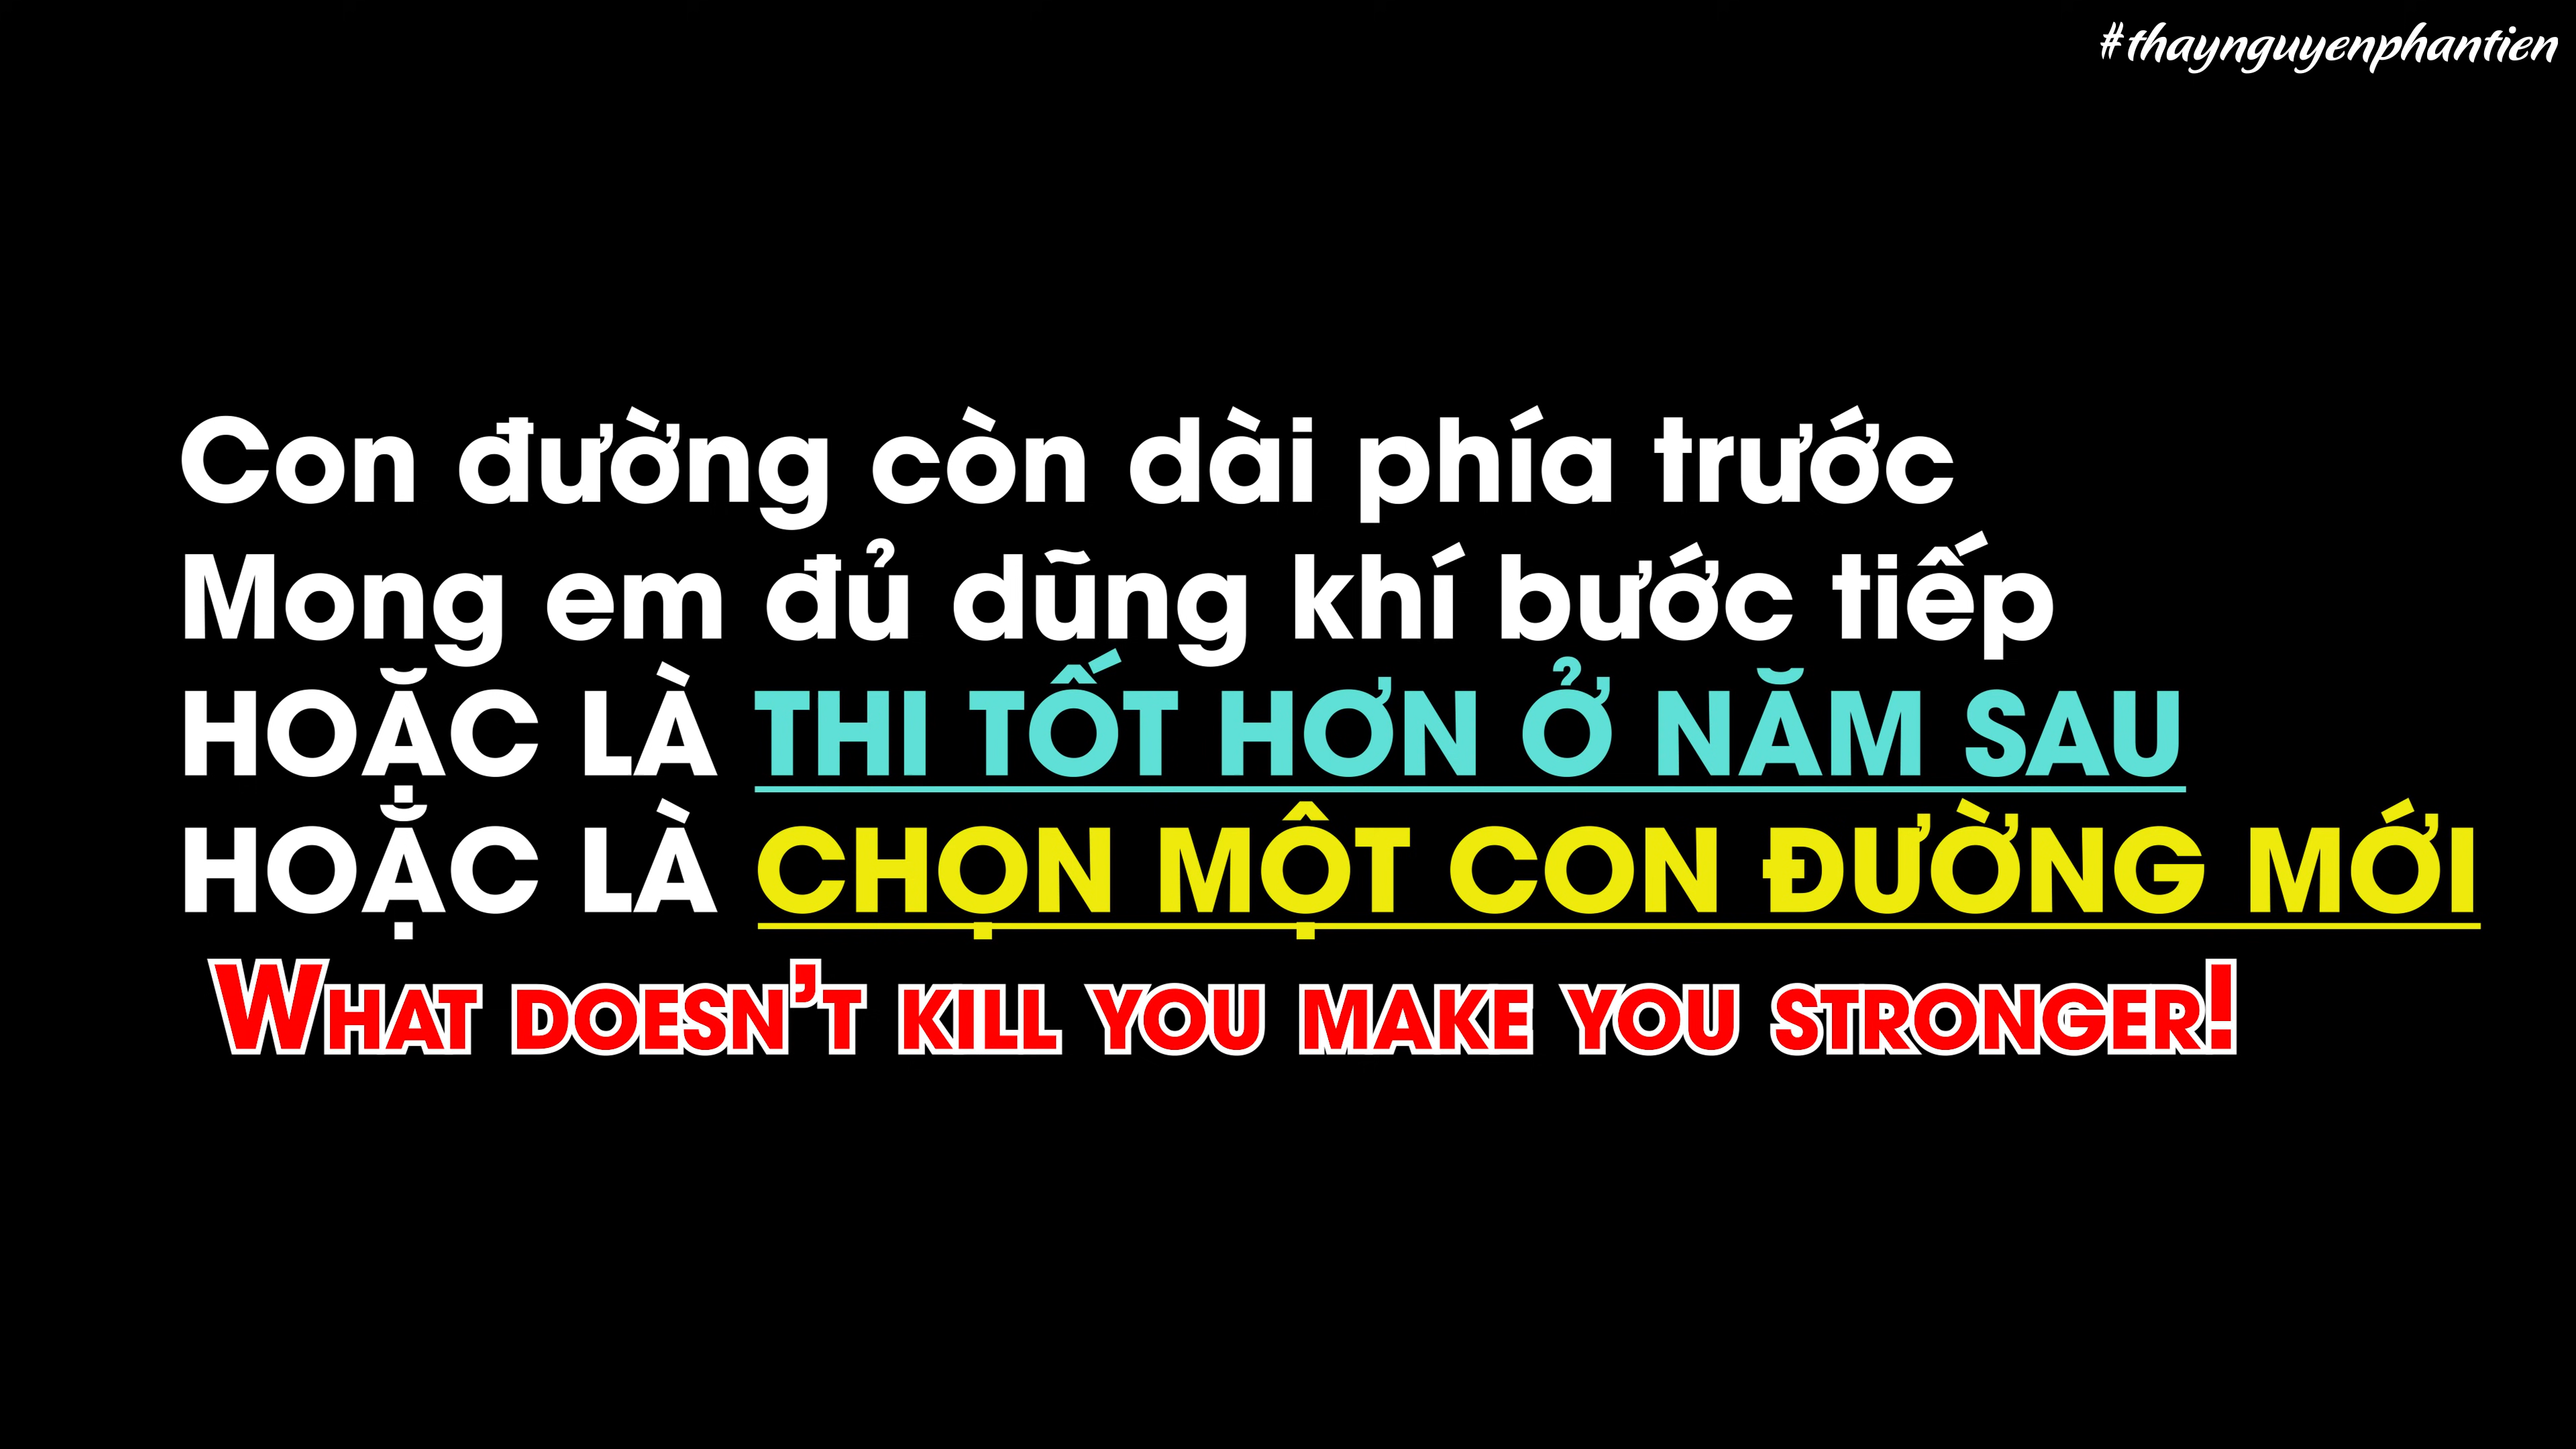 #thaynguyenphantien
Con đường còn dài phía trước
Mong em đủ dũng khí bước tiếp
HOẶC LÀ THI TỐT HƠN Ở NĂM SAU
HOẶC LÀ CHỌN MỘT CON ĐƯỜNG MỚI
WHAT DOESN'T KILL YOU MAKE YOU STRONGER!